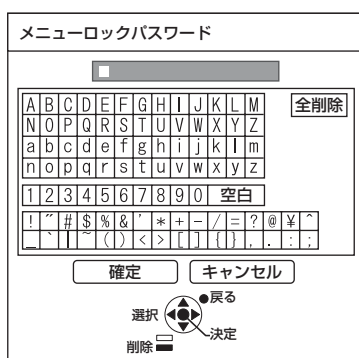 メニューロックパスワード
A B C D E F G H I J K L M 全削除
N O P Q R S T U V W X Y Z
a b c d e f g h i j k l m
n o p q r s t u v w x y z
1 2 3 4 5 6 7 8 9 0 空白
! " # $ % & ' * + - / = ? @ ¥ ^
_ ` | ~ ( ) < > [ ] { } , . : ;
確定 キャンセル
戻る
選択
決定
削除